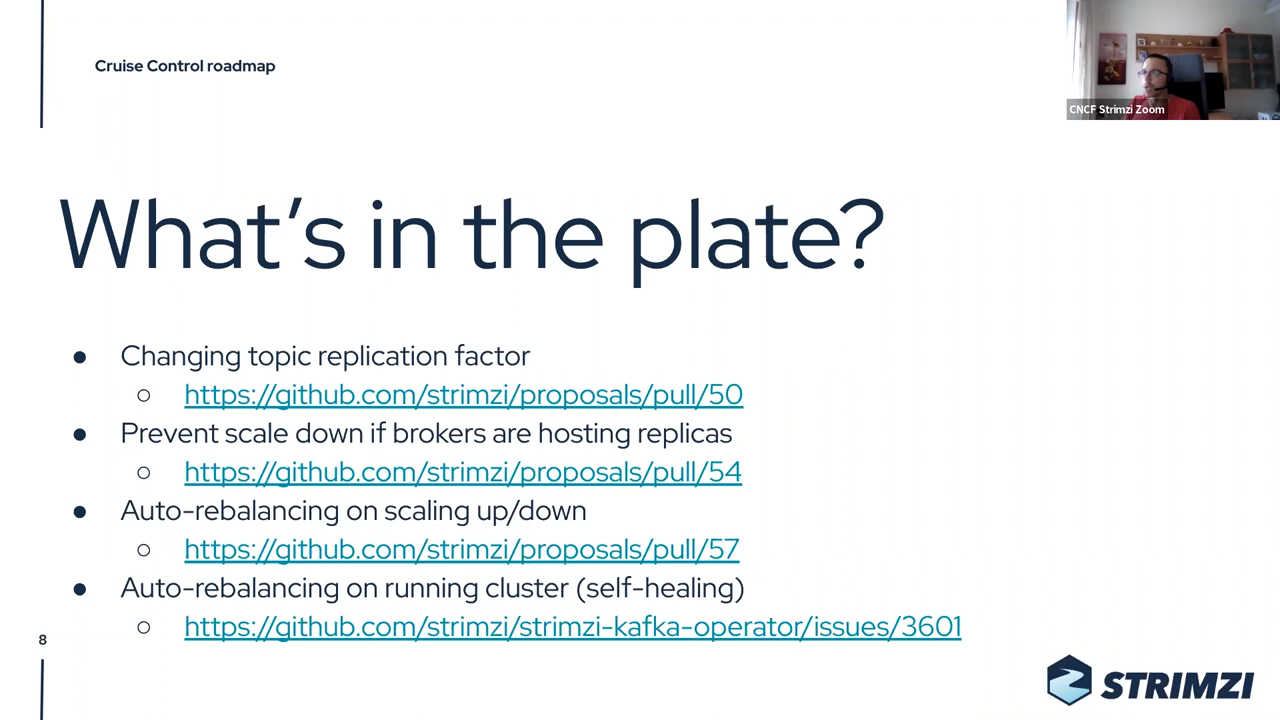 Cruise Control roadmap
CNCF Strimzi Zoom
What's in the plate?
● Changing topic replication factor
○ https://github.com/strimzi/proposals/pull/50
● Prevent scale down if brokers are hosting replicas
○ https://github.com/strimzi/proposals/pull/54
● Auto-rebalancing on scaling up/down
○ https://github.com/strimzi/proposals/pull/57
● Auto-rebalancing on running cluster (self-healing)
○ https://github.com/strimzi/strimzi-kafka-operator/issues/3601
8
STRIMZI